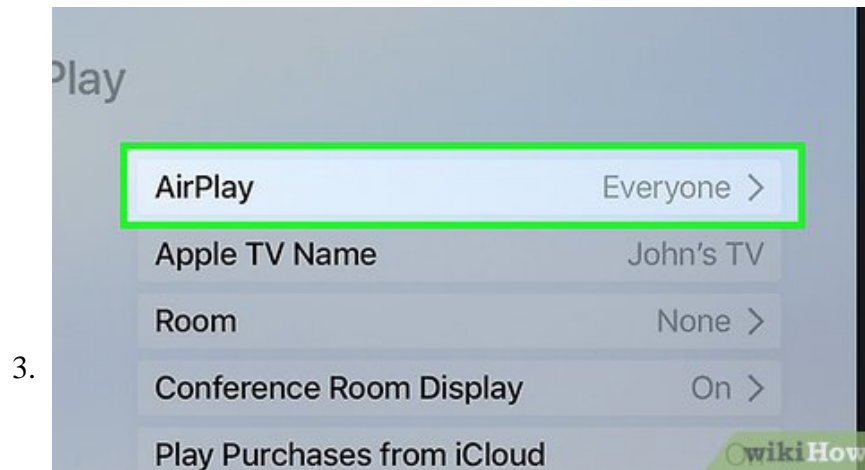 Play
AirPlay Everyone >
Apple TV Name John's TV
Room None >
3.
Conference Room Display On >
Play Purchases from iCloud
wikiHow